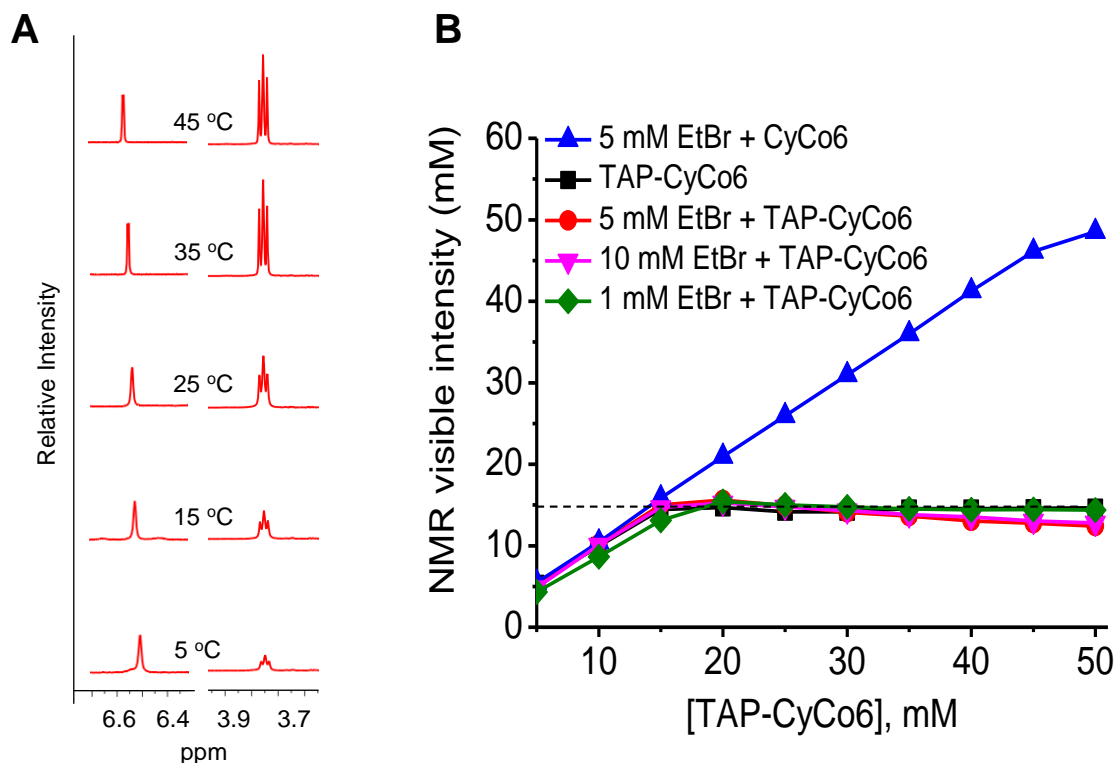 A
45 °C
35 °C
25 °C
15 °C
5 °C
Relative Intensity
6.6 6.4 3.9 3.7
ppm
B
5 mM EtBr + CyCo6
TAP-CyCo6
5 mM EtBr + TAP-CyCo6
10 mM EtBr + TAP-CyCo6
1 mM EtBr + TAP-CyCo6
NMR visible intensity (mM)
60
50
40
30
20
10
0
10 20 30 40 50
[TAP-CyCo6], mM